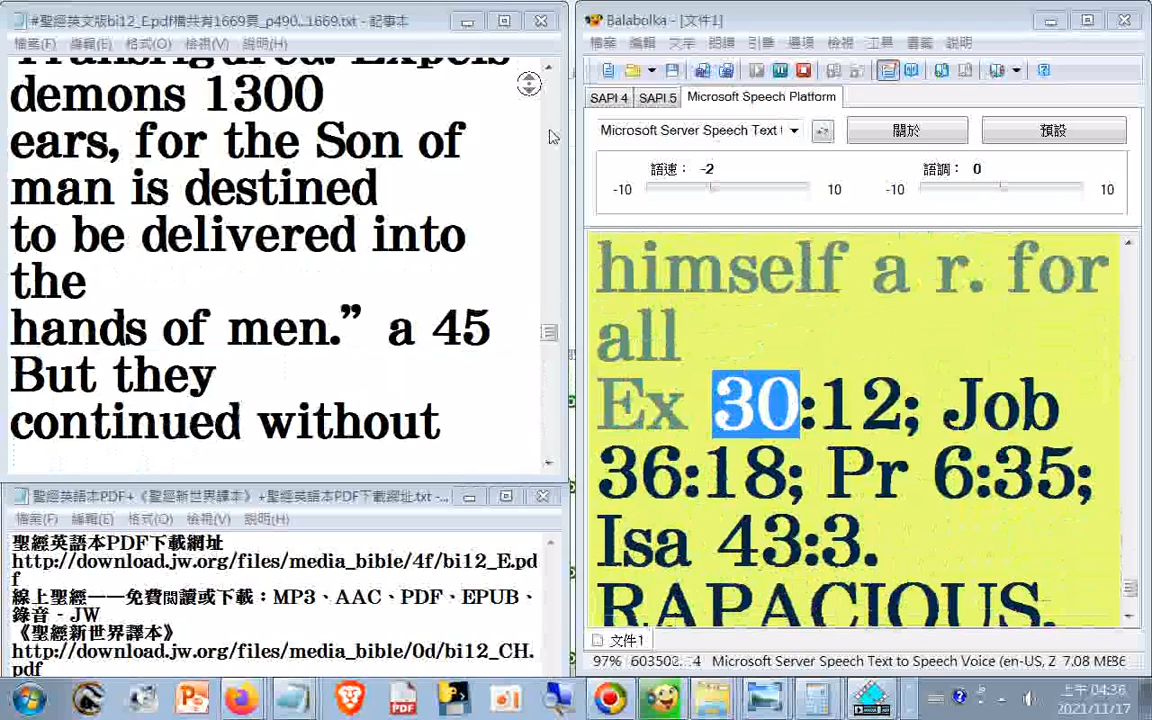 #聖經英文版bi12_E.pdf檔共有1669頁_p490...1669.txt - 記事本
檔案(F) 編輯(E) 格式(O) 檢視(V) 說明(H)
Transfigured. Expels
demons 1300
ears, for the Son of
man is destined
to be delivered into
the
hands of men.” a 45
But they
continued without
聖經英語本PDF+《聖經新世界譯本》+聖經英語本PDF下載網址.txt -...
檔案(F) 編輯(E) 格式(O) 檢視(V) 說明(H)
聖經英語本PDF下載網址
http://download.jw.org/files/media_bible/4f/bi12_E.pd
f
線上聖經——免費閱讀或下載：MP3、AAC、PDF、EPUB、
錄音 - JW
《聖經新世界譯本》
http://download.jw.org/files/media_bible/0d/bi12_CH.
pdf
Balabolka - [文件1]
檔案 編輯 文字 朗讀 引擎 選項 檢視 工具 書籤 說明
SAPI 4 SAPI 5 Microsoft Speech Platform
Microsoft Server Speech Text t
關於 預設
語速： -2 語調： 0
-10 10 -10 10
himself a r. for
all
Ex 30:12; Job
36:18; Pr 6:35;
Isa 43:3.
RAPACIOUS,
文件1
97% 603502...4 Microsoft Server Speech Text to Speech Voice (en-US, Z
上午 04:36
2021/11/17